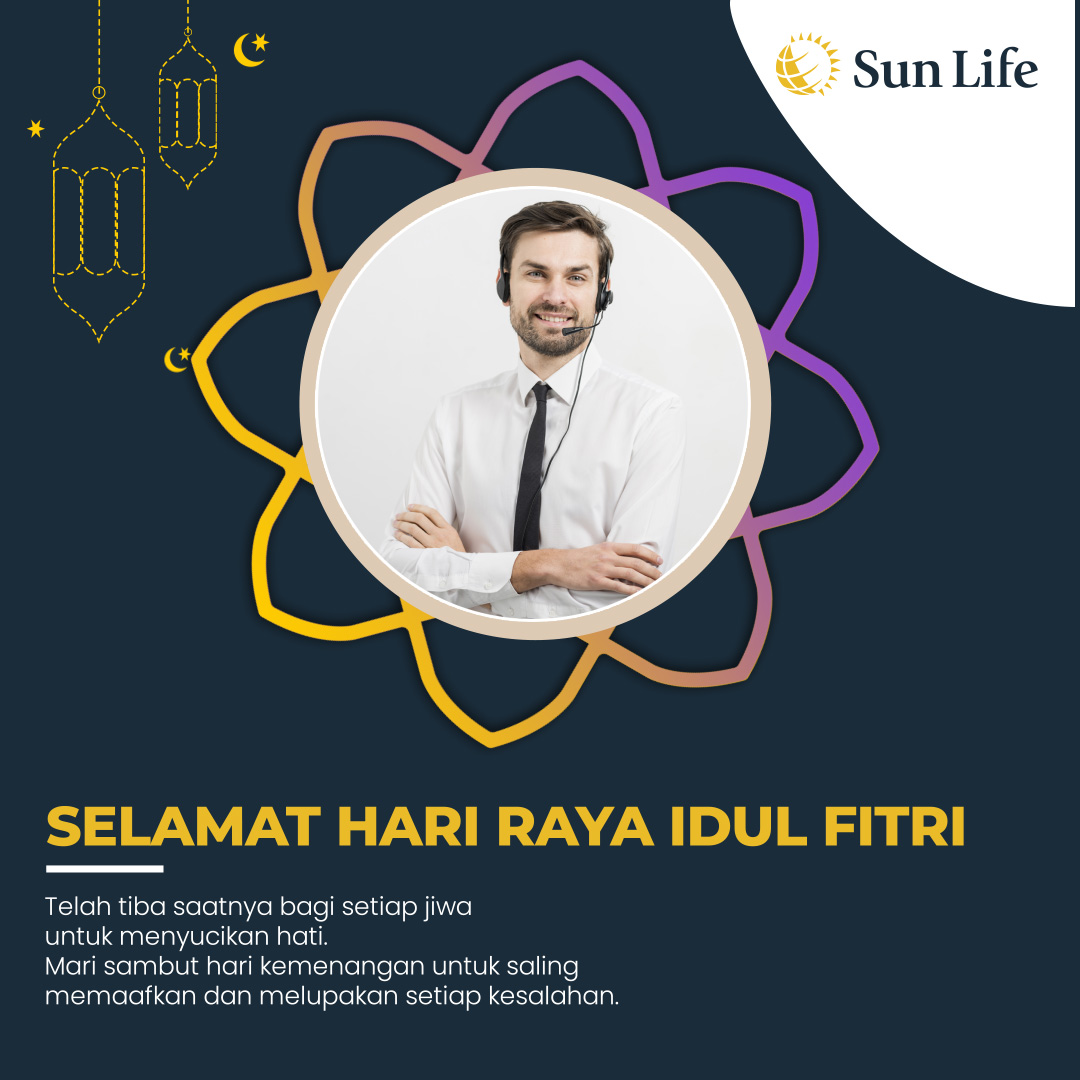 Sun Life
SELAMAT HARI RAYA IDUL FITRI
Telah tiba saatnya bagi setiap jiwa
untuk menyucikan hati.
Mari sambut hari kemenangan untuk saling
memaafkan dan melupakan setiap kesalahan.